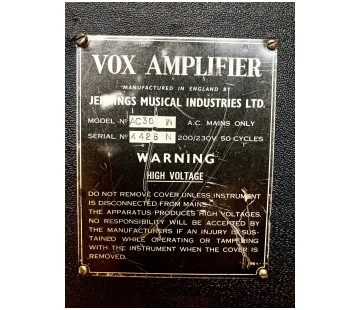 VOX AMPLIFIER
MANUFACTURED IN ENGLAND BY
JENNINGS MUSICAL INDUSTRIES LTD.
MODEL Nº AC30 W A.C. MAINS ONLY
SERIAL Nº 4426 N 200/230V. 50 CYCLES
WARNING
HIGH VOLTAGE
DO NOT REMOVE COVER UNLESS INSTRUMENT
IS DISCONNECTED FROM MAINS
THE APPARATUS PRODUCES HIGH VOLTAGES.
NO RESPONSIBILITY WILL BE ACCEPTED BY
THE MANUFACTURERS IF AN INJURY IS SUS-
TAINED WHILE OPERATING OR TAMPERING
WITH THE INSTRUMENT WHEN THE COVER IS
REMOVED.